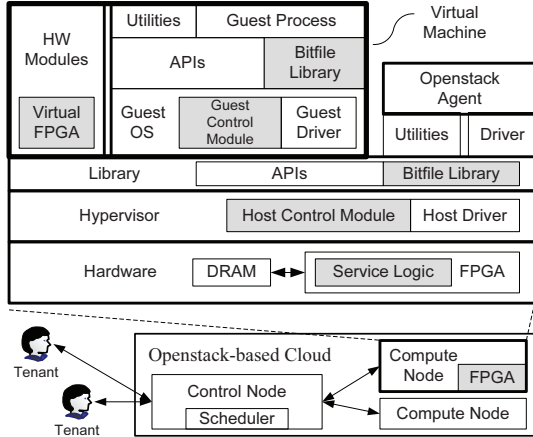 Virtual
Machine
HW
Modules
Virtual
FPGA
Utilities
Guest Process
APIs
Bitfile
Library
Guest
OS
Guest
Control
Module
Guest
Driver
Openstack
Agent
Utilities
Driver
Library
APIs
Bitfile Library
Hypervisor
Host Control Module
Host Driver
Hardware
DRAM
Service Logic
FPGA
Tenant
Tenant
Openstack-based Cloud
Control Node
Scheduler
Compute
Node
FPGA
Compute Node